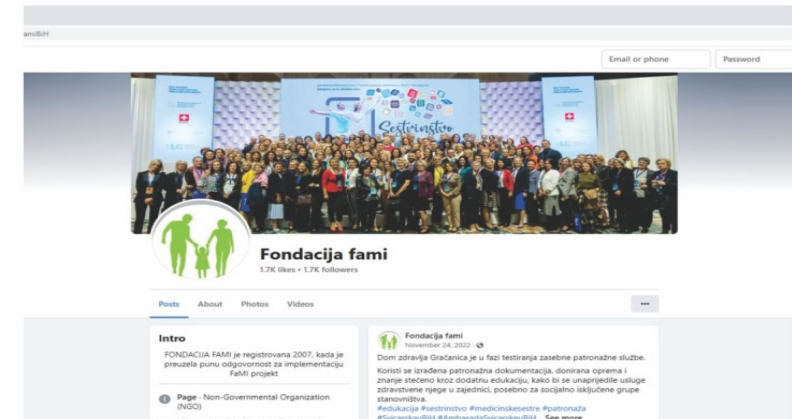 amiBiH
Email or phone
Password
Sestrinstvo
Fondacija fami
1.7K likes • 1.7K followers
Posts
About
Photos
Videos
Intro
FONDACIJA FAMI je registrovana 2007, kada je
preuzela punu odgovornost za implementaciju
FaMI projekt
Page · Non-Governmental Organization
(NGO)
Fondacija fami
November 24, 2022 ·
Dom zdravlja Gračanica je u fazi testiranja zasebne patronažne službe.
Koristi se izrađena patronažna dokumentacija, donirana oprema i
znanje stečeno kroz dodatnu edukaciju, kako bi se unaprijedile usluge
zdravstvene njege u zajednici, posebno za socijalno isključene grupe
stanovništva.
#edukacija #sestrinstvo #medicinskesestre #patronaža
#SvicarskeuBiH #AmbasadaSvicarskeuBiH... See more